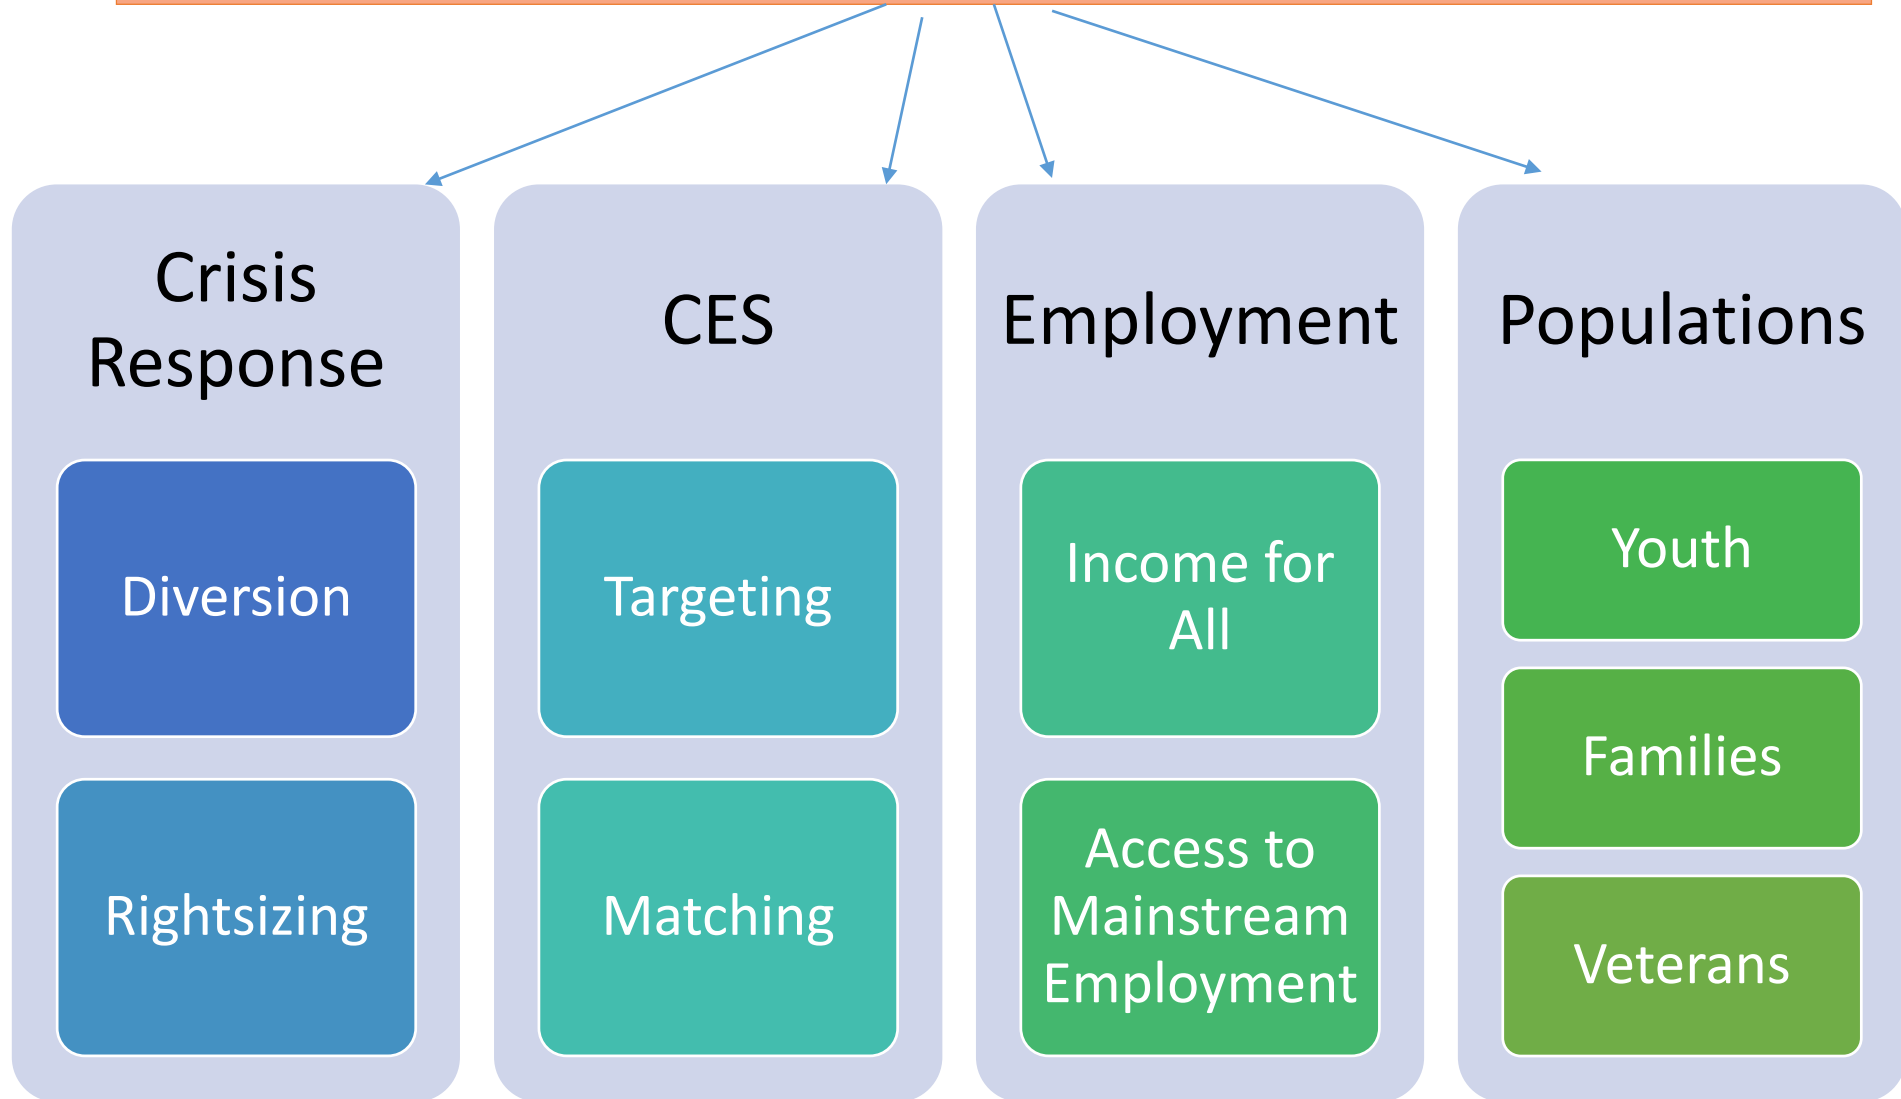 Crisis
Response
Diversion
Rightsizing
CES
Targeting
Matching
Employment
Income for
All
Access to
Mainstream
Employment
Populations
Youth
Families
Veterans